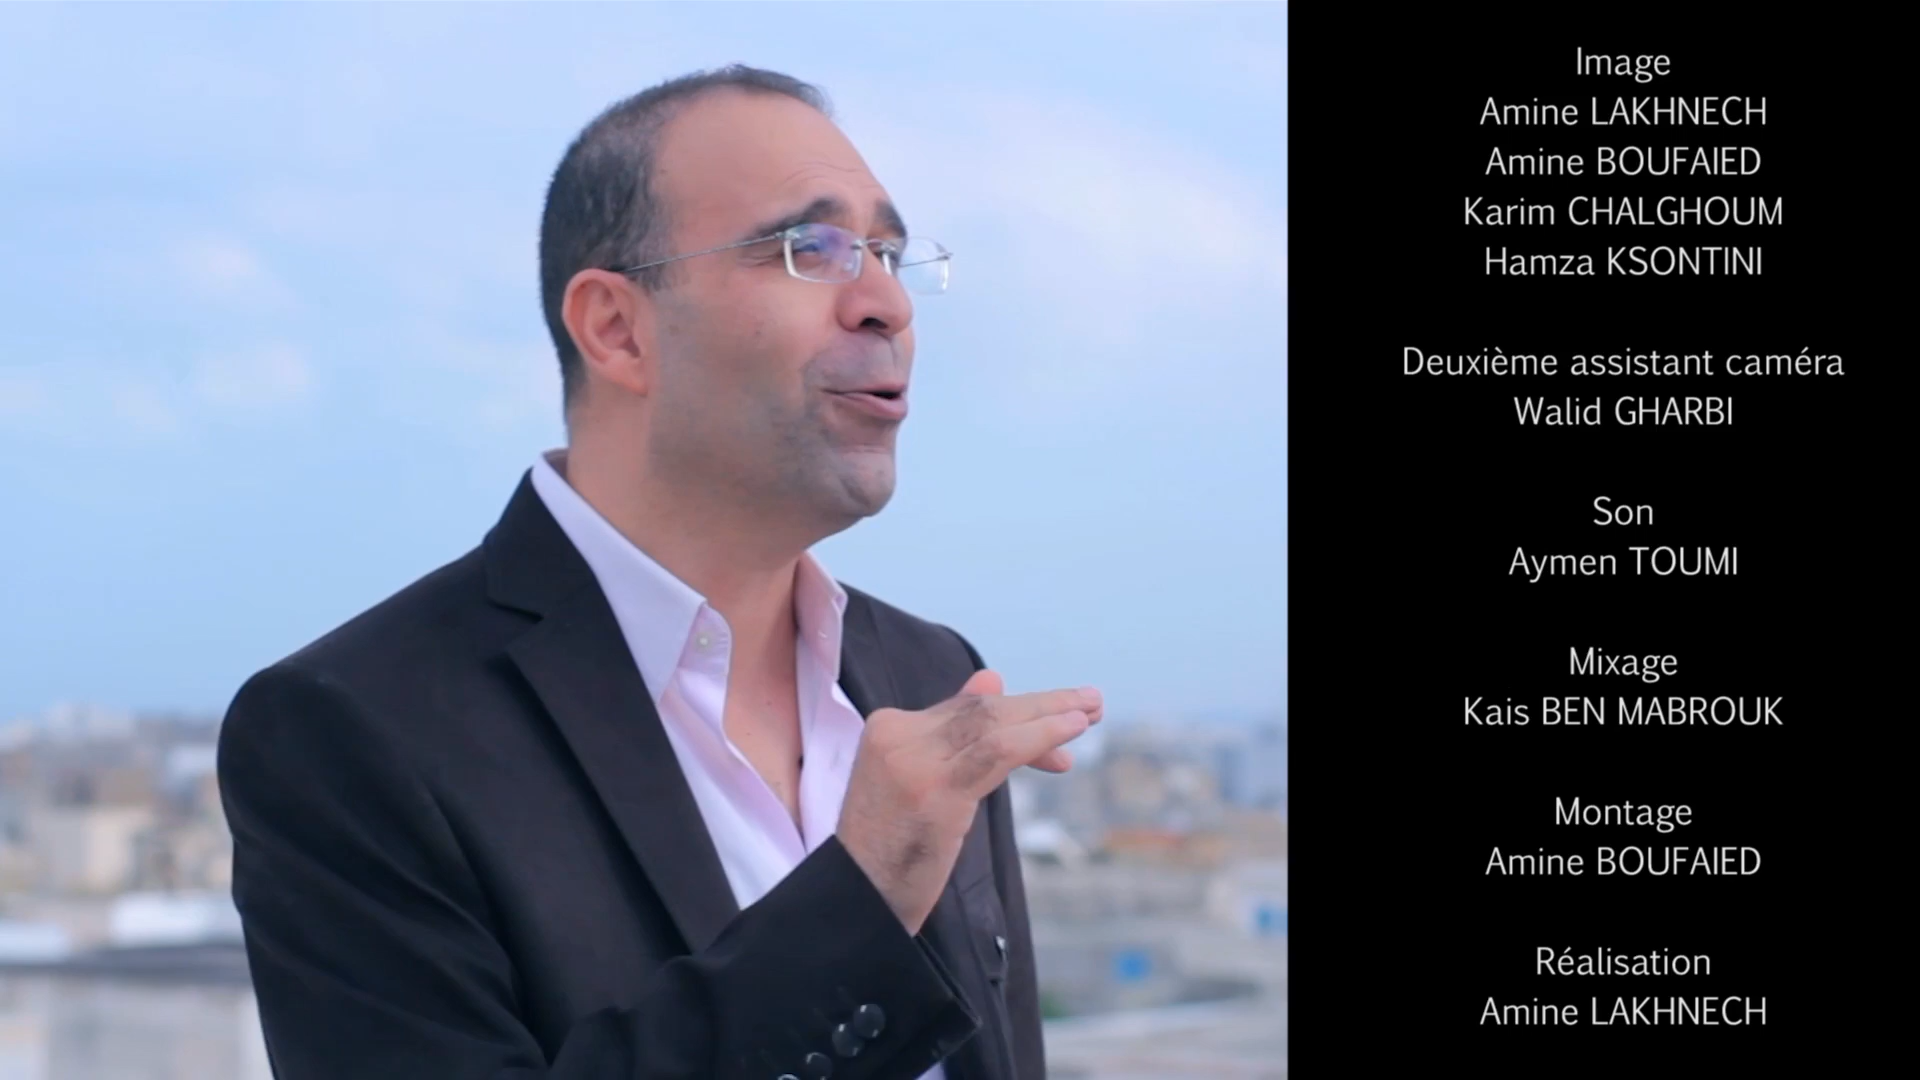 Image
Amine LAKHNECH
Amine BOUFAIED
Karim CHALGHOUM
Hamza KSONTINI
Deuxième assistant caméra
Walid GHARBI
Son
Aymen TOUMI
Mixage
Kais BEN MABROUK
Montage
Amine BOUFAIED
Réalisation
Amine LAKHNECH